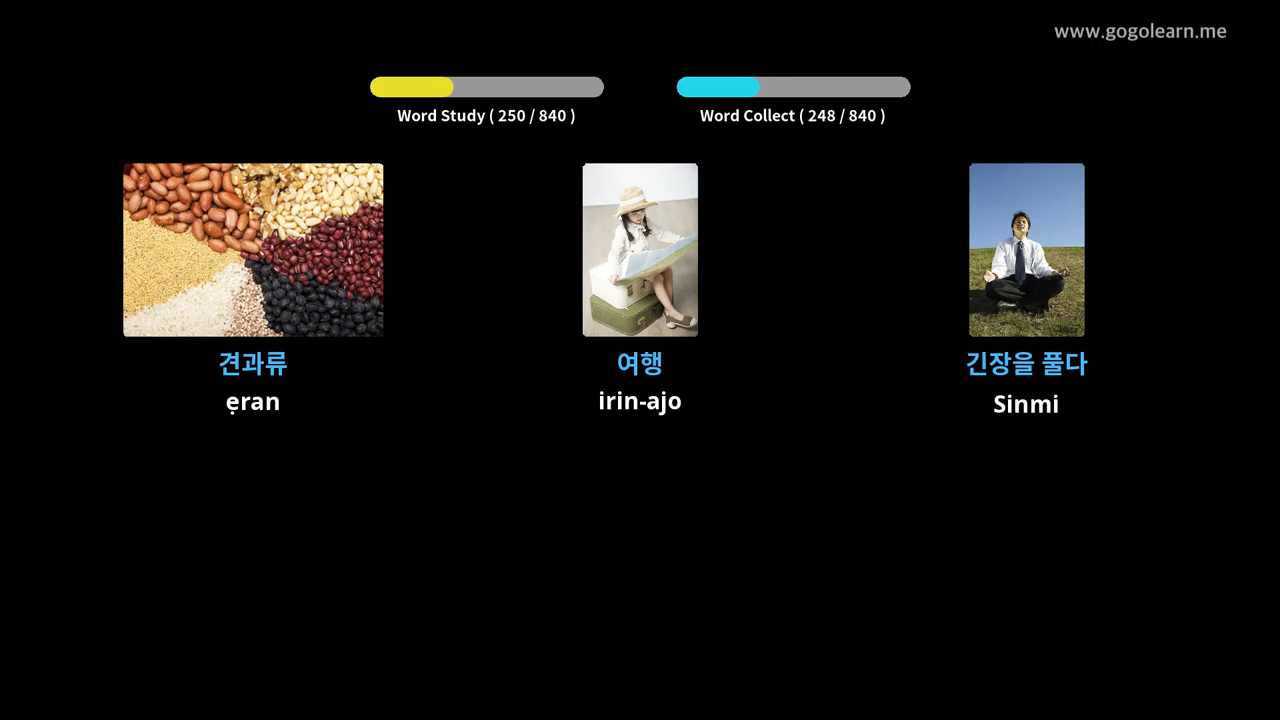 www.gogolearn.me
Word Study ( 250 / 840 )
Word Collect ( 248 / 840 )
견과류
여행
긴장을 풀다
ẹran
irin-ajo
Sinmi